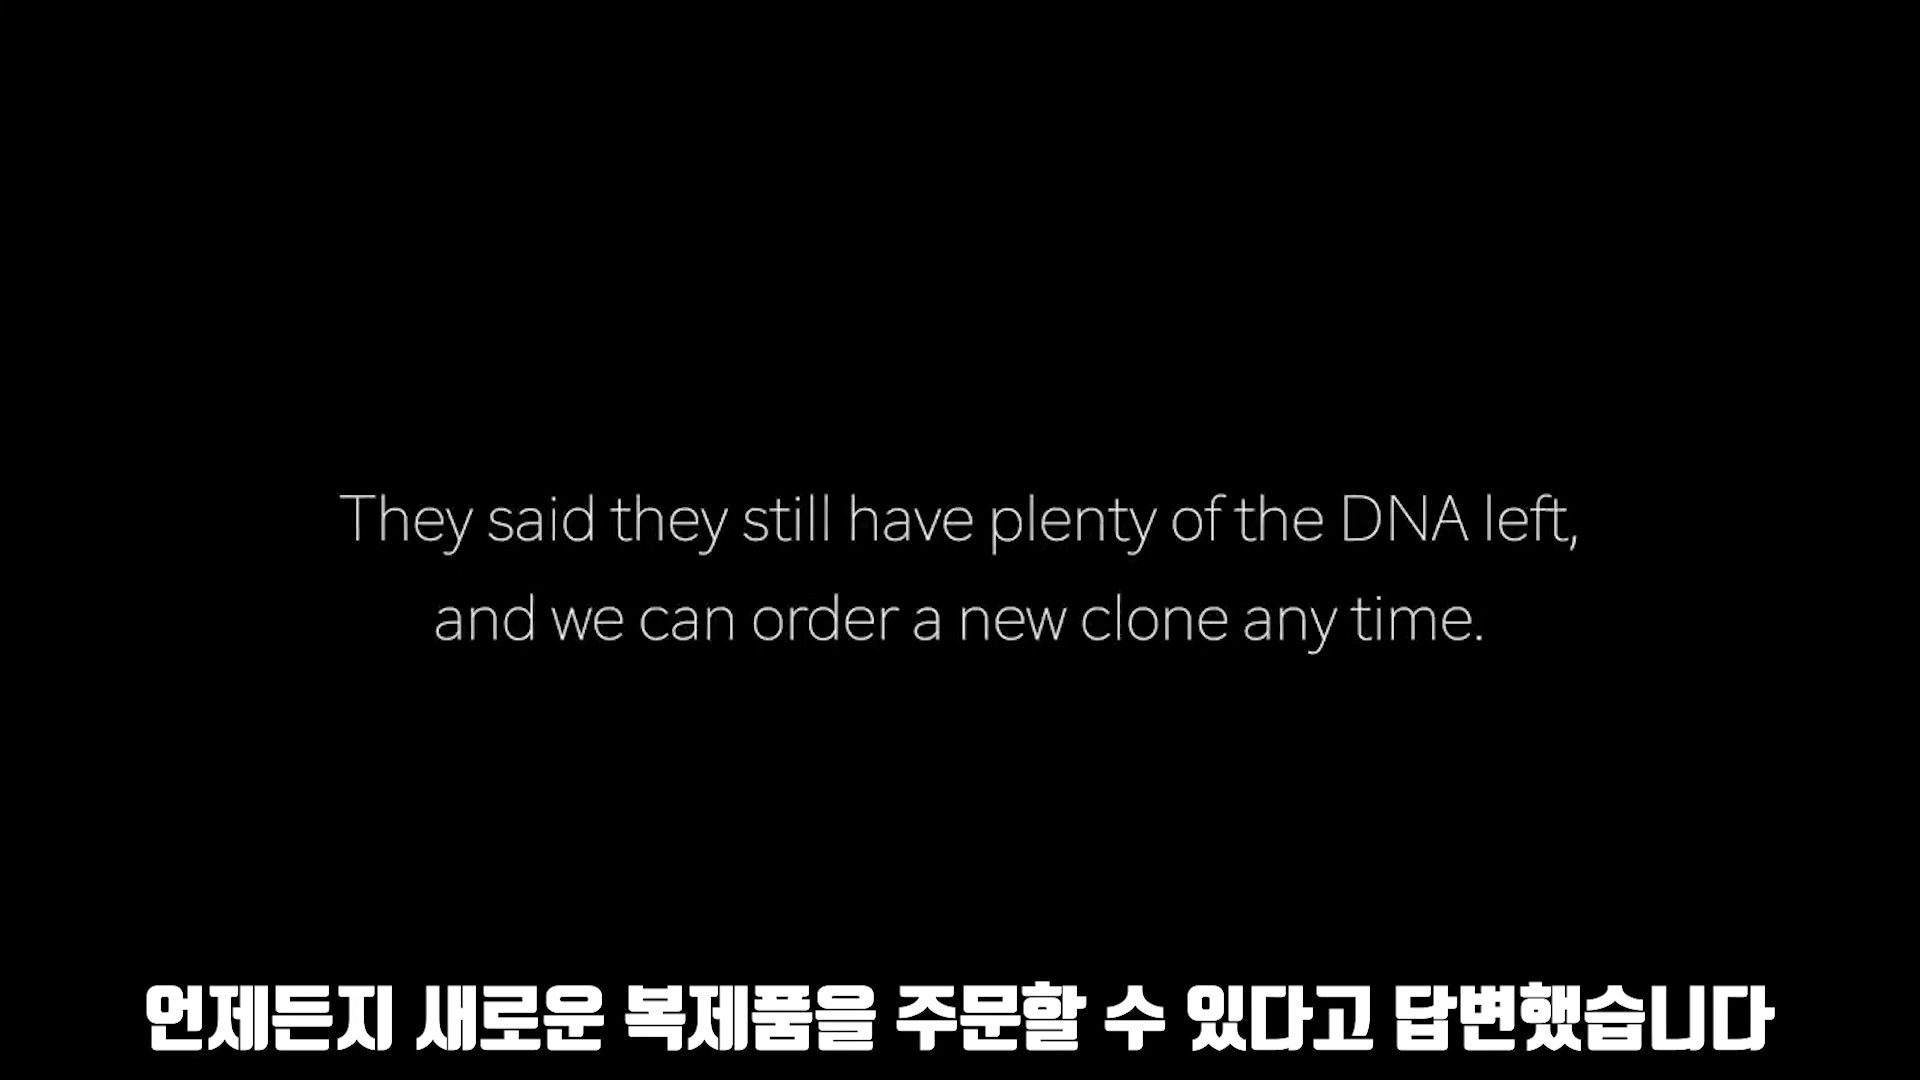 They said they still have plenty of the DNA left,
and we can order a new clone any time.
언제든지 새로운 복제품을 주문할 수 있다고 답변했습니다